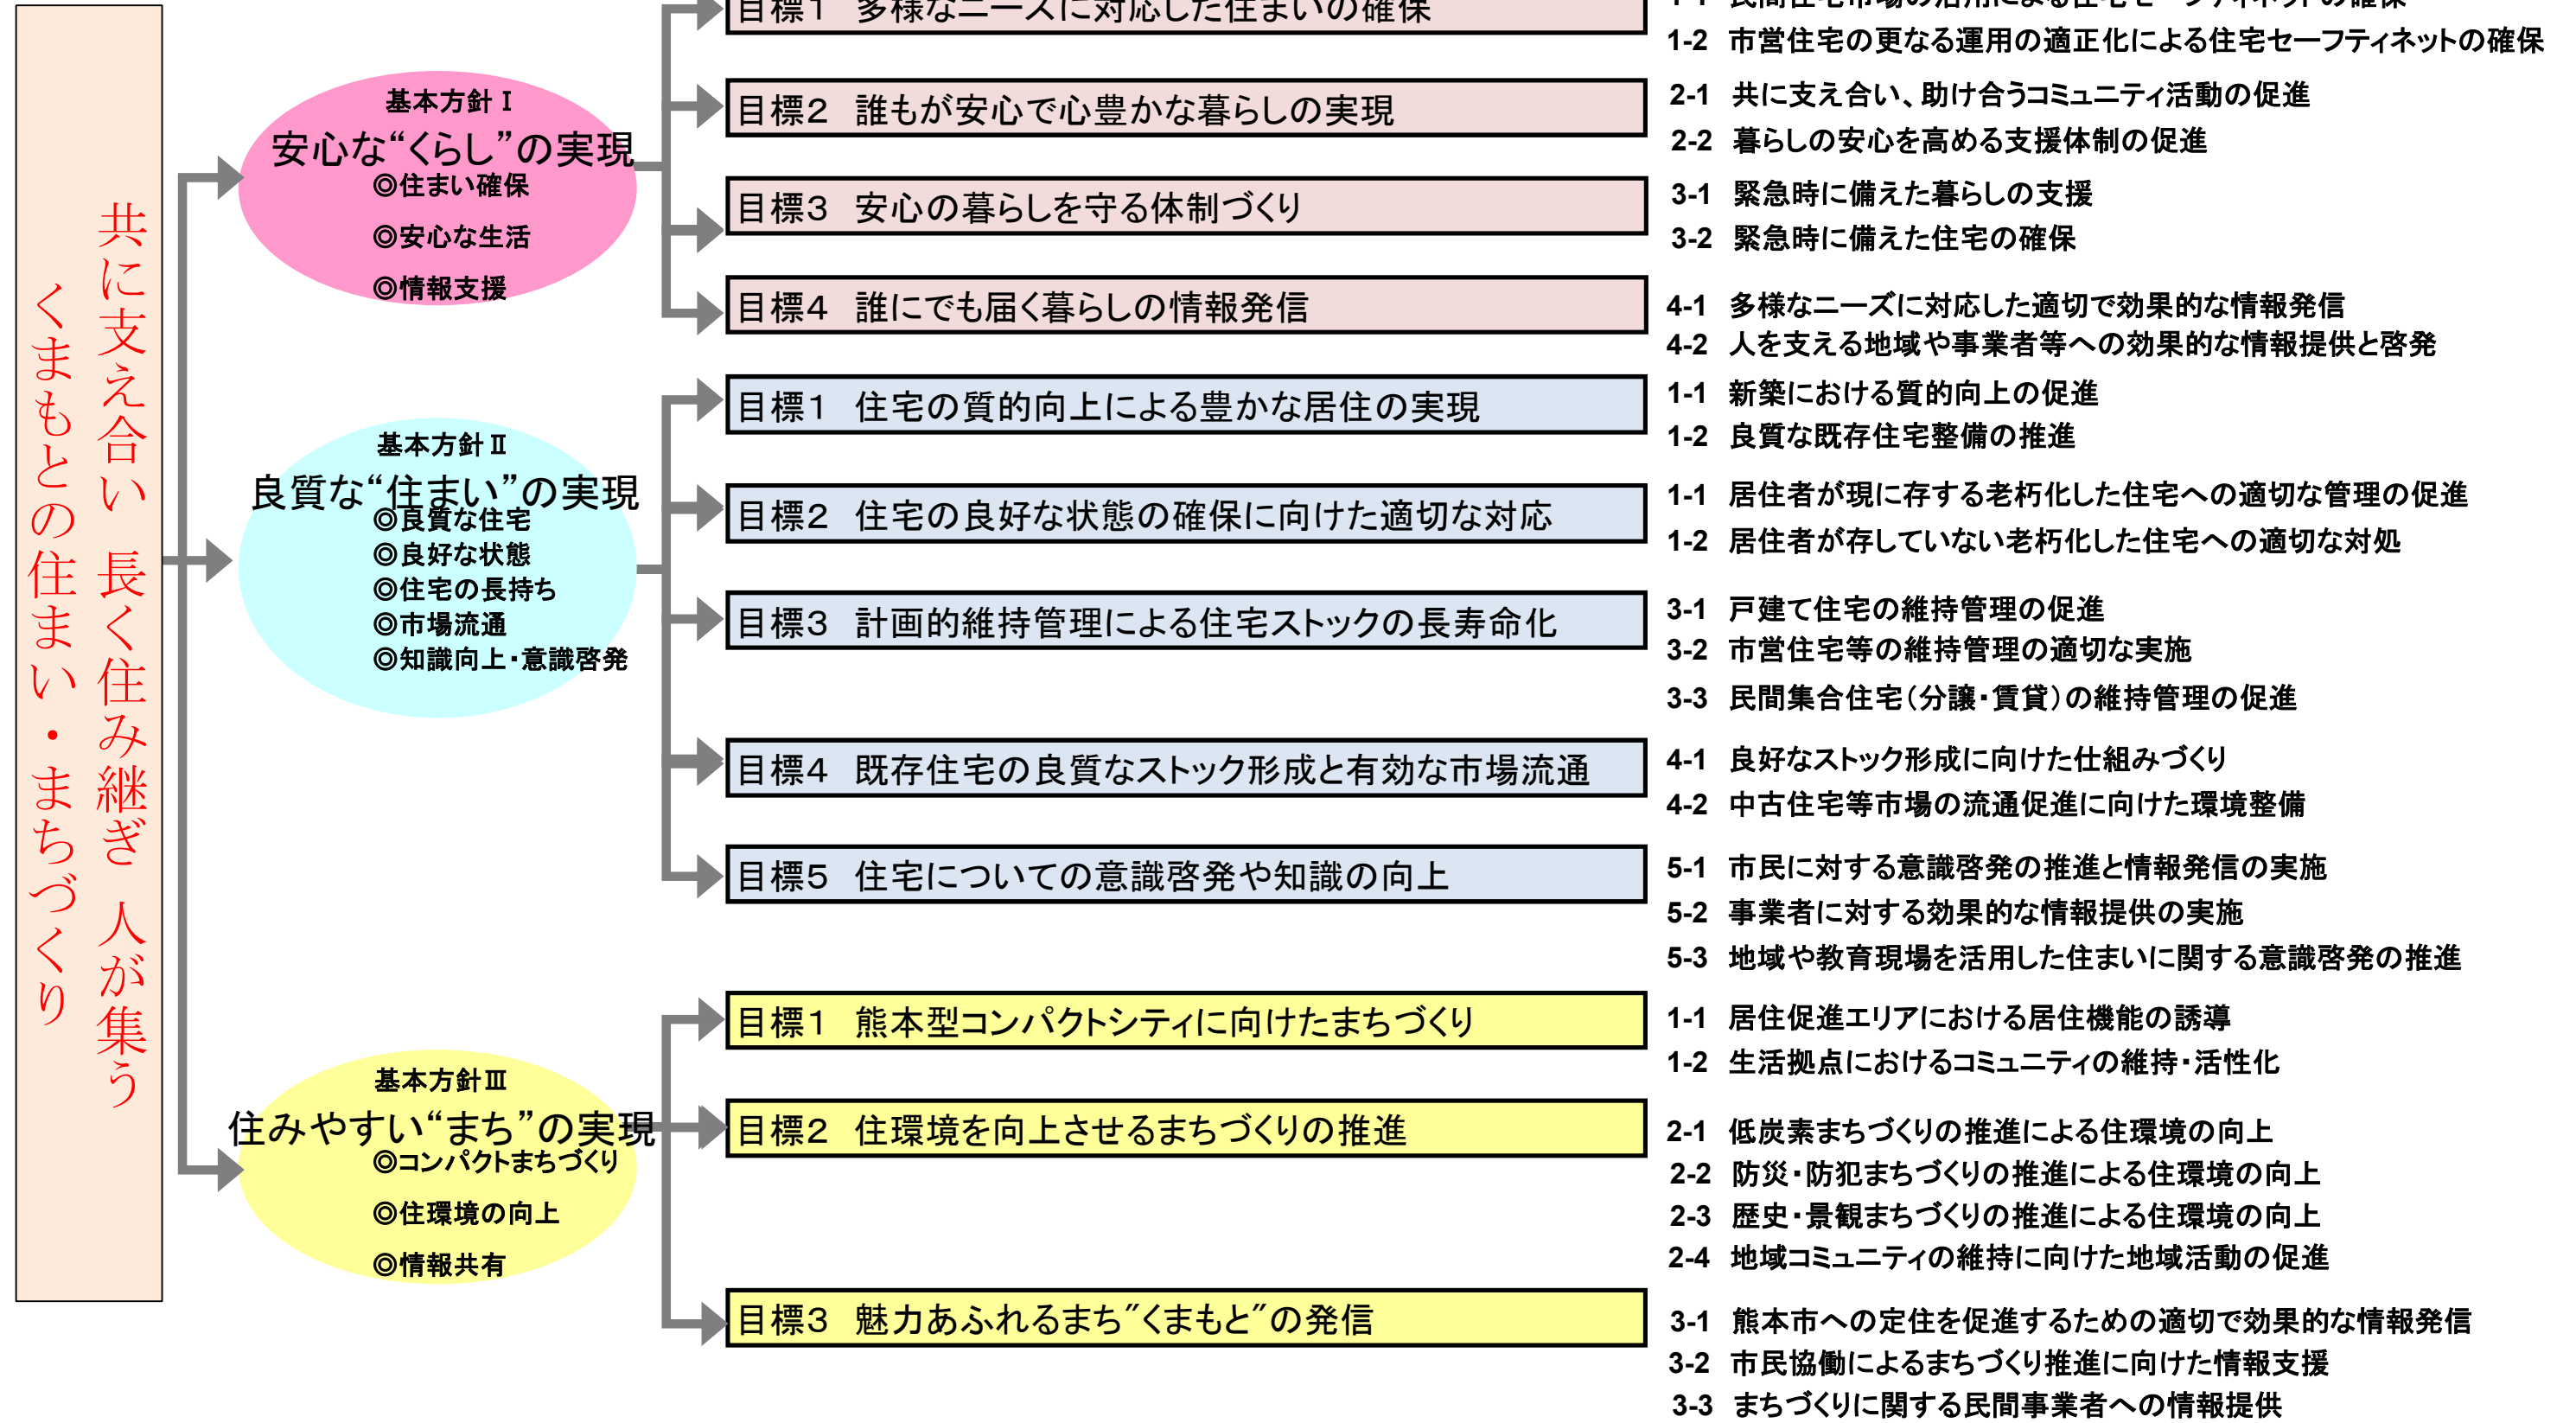 共に支え合い 長く住み継ぎ 人が集う
くまもとの住まい・まちづくり
基本方針Ⅰ
安心な“くらし”の実現
◎住まい確保
◎安心な生活
◎情報支援
目標1 多様なニーズに対応した住まいの確保
1-1 民間住宅市場の活用による住宅セーフティネットの確保
1-2 市営住宅の更なる運用の適正化による住宅セーフティネットの確保
目標2 誰もが安心で心豊かな暮らしの実現
2-1 共に支え合い、助け合うコミュニティ活動の促進
2-2 暮らしの安心を高める支援体制の促進
目標3 安心の暮らしを守る体制づくり
3-1 緊急時に備えた暮らしの支援
3-2 緊急時に備えた住宅の確保
目標4 誰にでも届く暮らしの情報発信
4-1 多様なニーズに対応した適切で効果的な情報発信
4-2 人を支える地域や事業者等への効果的な情報提供と啓発
基本方針Ⅱ
良質な“住まい”の実現
◎良質な住宅
◎良好な状態
◎住宅の長持ち
◎市場流通
◎知識向上・意識啓発
目標1 住宅の質的向上による豊かな居住の実現
1-1 新築における質的向上の促進
1-2 良質な既存住宅整備の推進
目標2 住宅の良好な状態の確保に向けた適切な対応
1-1 居住者が現に存する老朽化した住宅への適切な管理の促進
1-2 居住者が存していない老朽化した住宅への適切な対処
目標3 計画的維持管理による住宅ストックの長寿命化
3-1 戸建て住宅の維持管理の促進
3-2 市営住宅等の維持管理の適切な実施
3-3 民間集合住宅(分譲・賃貸)の維持管理の促進
目標4 既存住宅の良質なストック形成と有効な市場流通
4-1 良好なストック形成に向けた仕組みづくり
4-2 中古住宅等市場の流通促進に向けた環境整備
目標5 住宅についての意識啓発や知識の向上
5-1 市民に対する意識啓発の推進と情報発信の実施
5-2 事業者に対する効果的な情報提供の実施
5-3 地域や教育現場を活用した住まいに関する意識啓発の推進
基本方針Ⅲ
住みやすい“まち”の実現
◎コンパクトまちづくり
◎住環境の向上
◎情報共有
目標1 熊本型コンパクトシティに向けたまちづくり
1-1 居住促進エリアにおける居住機能の誘導
1-2 生活拠点におけるコミュニティの維持・活性化
目標2 住環境を向上させるまちづくりの推進
2-1 低炭素まちづくりの推進による住環境の向上
2-2 防災・防犯まちづくりの推進による住環境の向上
2-3 歴史・景観まちづくりの推進による住環境の向上
2-4 地域コミュニティの維持に向けた地域活動の促進
目標3 魅力あふれるまち”くまもと”の発信
3-1 熊本市への定住を促進するための適切で効果的な情報発信
3-2 市民協働によるまちづくり推進に向けた情報支援
3-3 まちづくりに関する民間事業者への情報提供